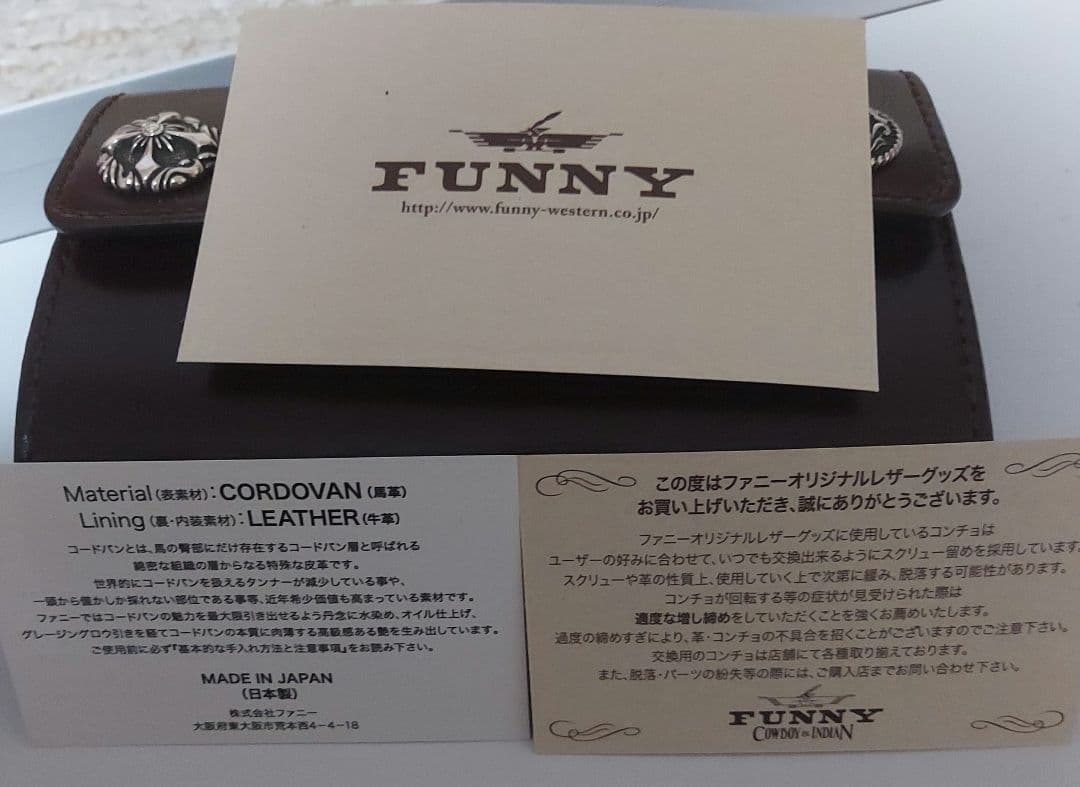 FUNNY
http://www.funny-western.co.jp/
Material(表素材):CORDOVAN(馬革)
Lining(裏・内装素材):LEATHER(牛革)
コードバンとは、馬の臀部にだけ存在するコードバン層と呼ばれる
緻密な組織の層からなる特殊な皮革です。
世界的にコードバンを扱えるタンナーが減少している事や、
一頭から僅かしか採れない部位である事等、近年希少価値も高まっている素材です。
ファニーではコードバンの魅力を最大限引き出せるよう丹念に水染め、オイル仕上げ、
グレージングロウ引きを経てコードバンの本質に肉薄する高級感ある艶を生み出しています。
ご使用前に必ず『基本的な手入れ方法と注意事項』をお読み下さい。
MADE IN JAPAN
(日本製)
株式会社ファニー
大阪府東大阪市荒本西4-4-18
この度はファニーオリジナルレザーグッズを
お買い上げいただき、誠にありがとうございます。
ファニーオリジナルレザーグッズに使用しているコンチョは
ユーザーの好みに合わせて、いつでも交換出来るようにスクリュー留めを採用しています。
スクリューや革の性質上、使用していく上で次第に緩み、脱落する可能性があります。
コンチョが回転する等の症状が見受けられた際は
適度な増し締めをしていただくことを強くお薦めいたします。
過度の締めすぎにより、革・コンチョの不具合を招くことがございますのでご注意下さい。
交換用のコンチョは店舗にて各種取り揃えております。
また、脱落・パーツの紛失等の際には、ご購入店までお問い合わせ下さい。
FUNNY
COWBOY & INDIAN